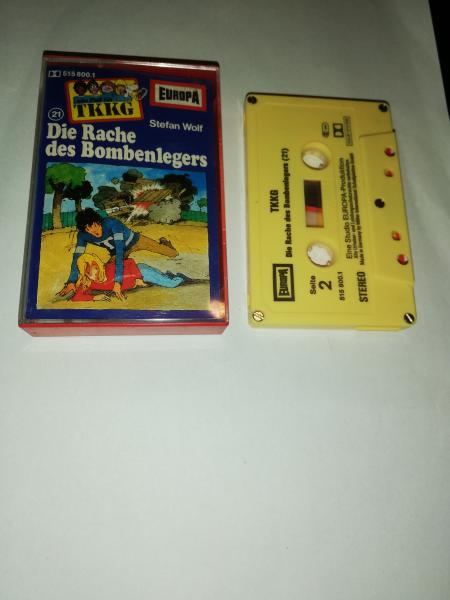 515 800.1
TKKG
EUROPA
21
Stefan Wolf
Die Rache
des Bombenlegers
EUROPA
TKKG
Die Rache des Bombenlegers (21)
Seite
2
515 800.1
Eine Studio EUROPA-Produktion
STEREO